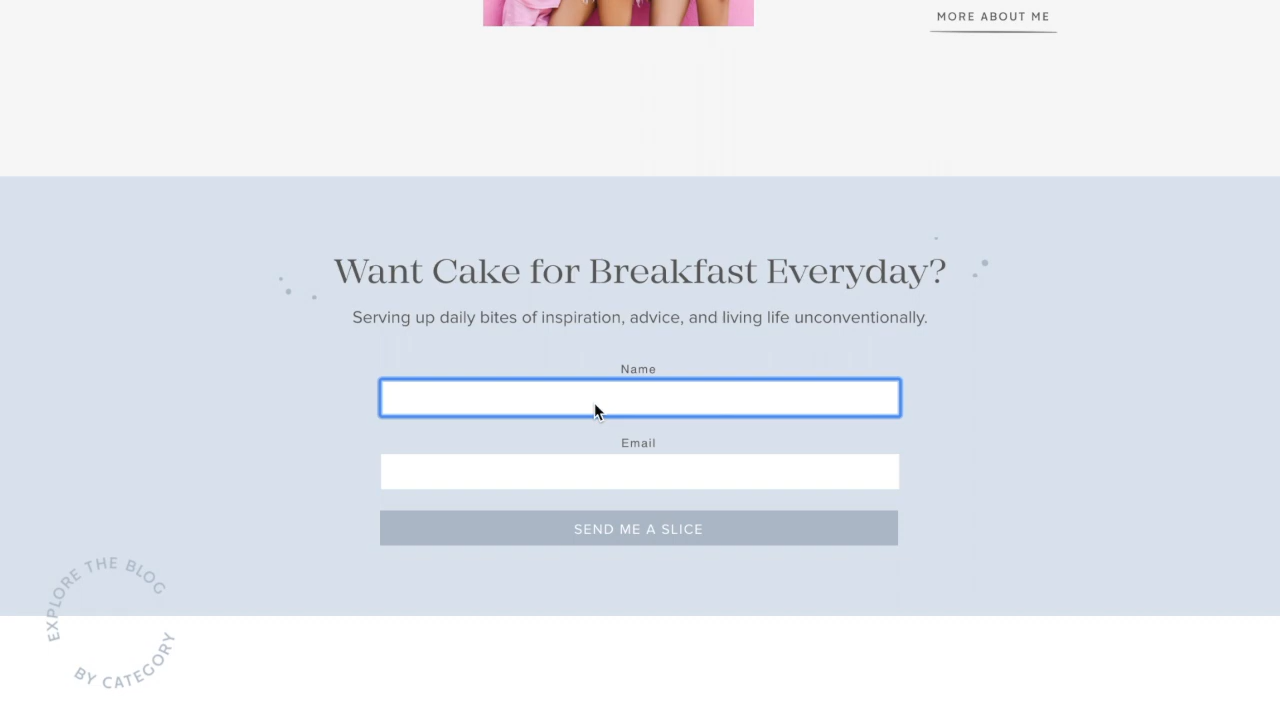 MORE ABOUT ME
Want Cake for Breakfast Everyday?
Serving up daily bites of inspiration, advice, and living life unconventionally.
Name
Email
SEND ME A SLICE
EXPLORE THE BLOG
BY CATEGORY